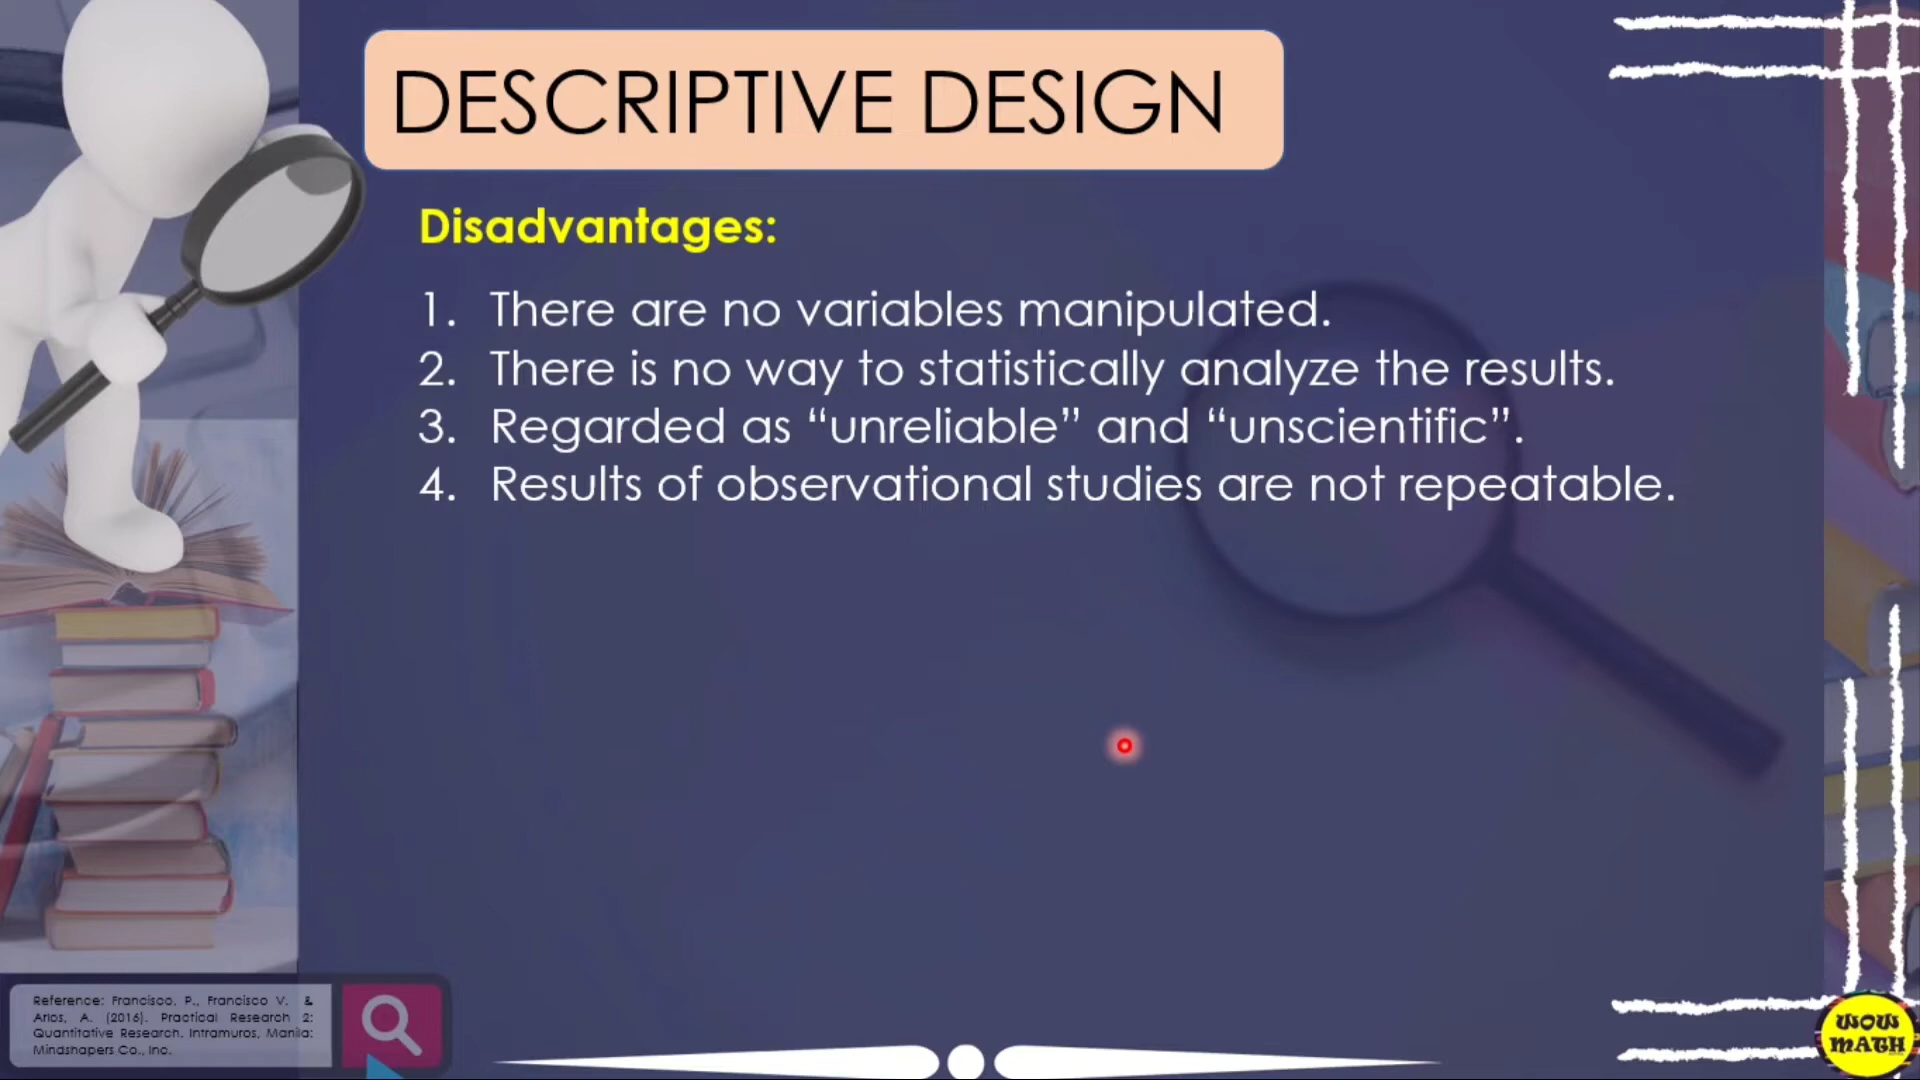 DESCRIPTIVE DESIGN
Disadvantages:
1. There are no variables manipulated.
2. There is no way to statistically analyze the results.
3. Regarded as “unreliable” and “unscientific”.
4. Results of observational studies are not repeatable.
Reference: Francisco, P., Francisco V. &
Arlos, A. (2016). Practical Research 2:
Quantitative Research. Intramuros, Manila:
Mindshapers Co., Inc.
WOW
MATH